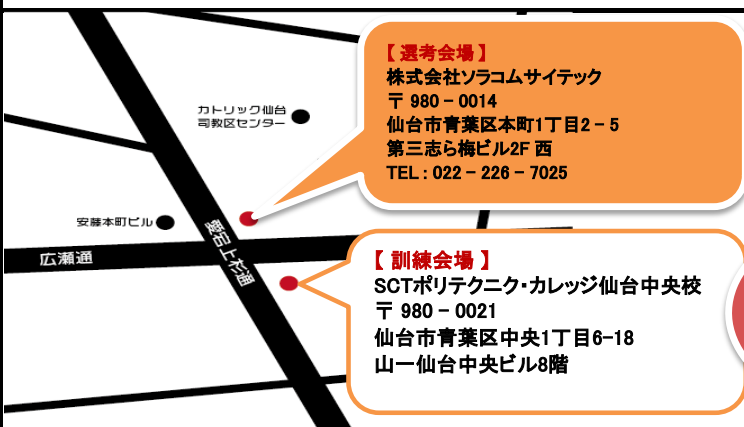 【 選考会場 】
株式会社ソラコムサイテック
〒 980 − 0014
仙台市青葉区本町1丁目2 − 5
第三志ら梅ビル2F 西
TEL : 022 − 226 − 7025
カトリック仙台
司教区センター
安藤本町ビル
愛宕上杉通
広瀬通
【 訓練会場 】
SCTポリテクニク・カレッジ仙台中央校
〒 980 − 0021
仙台市青葉区中央1丁目6−18
山一仙台中央ビル8階